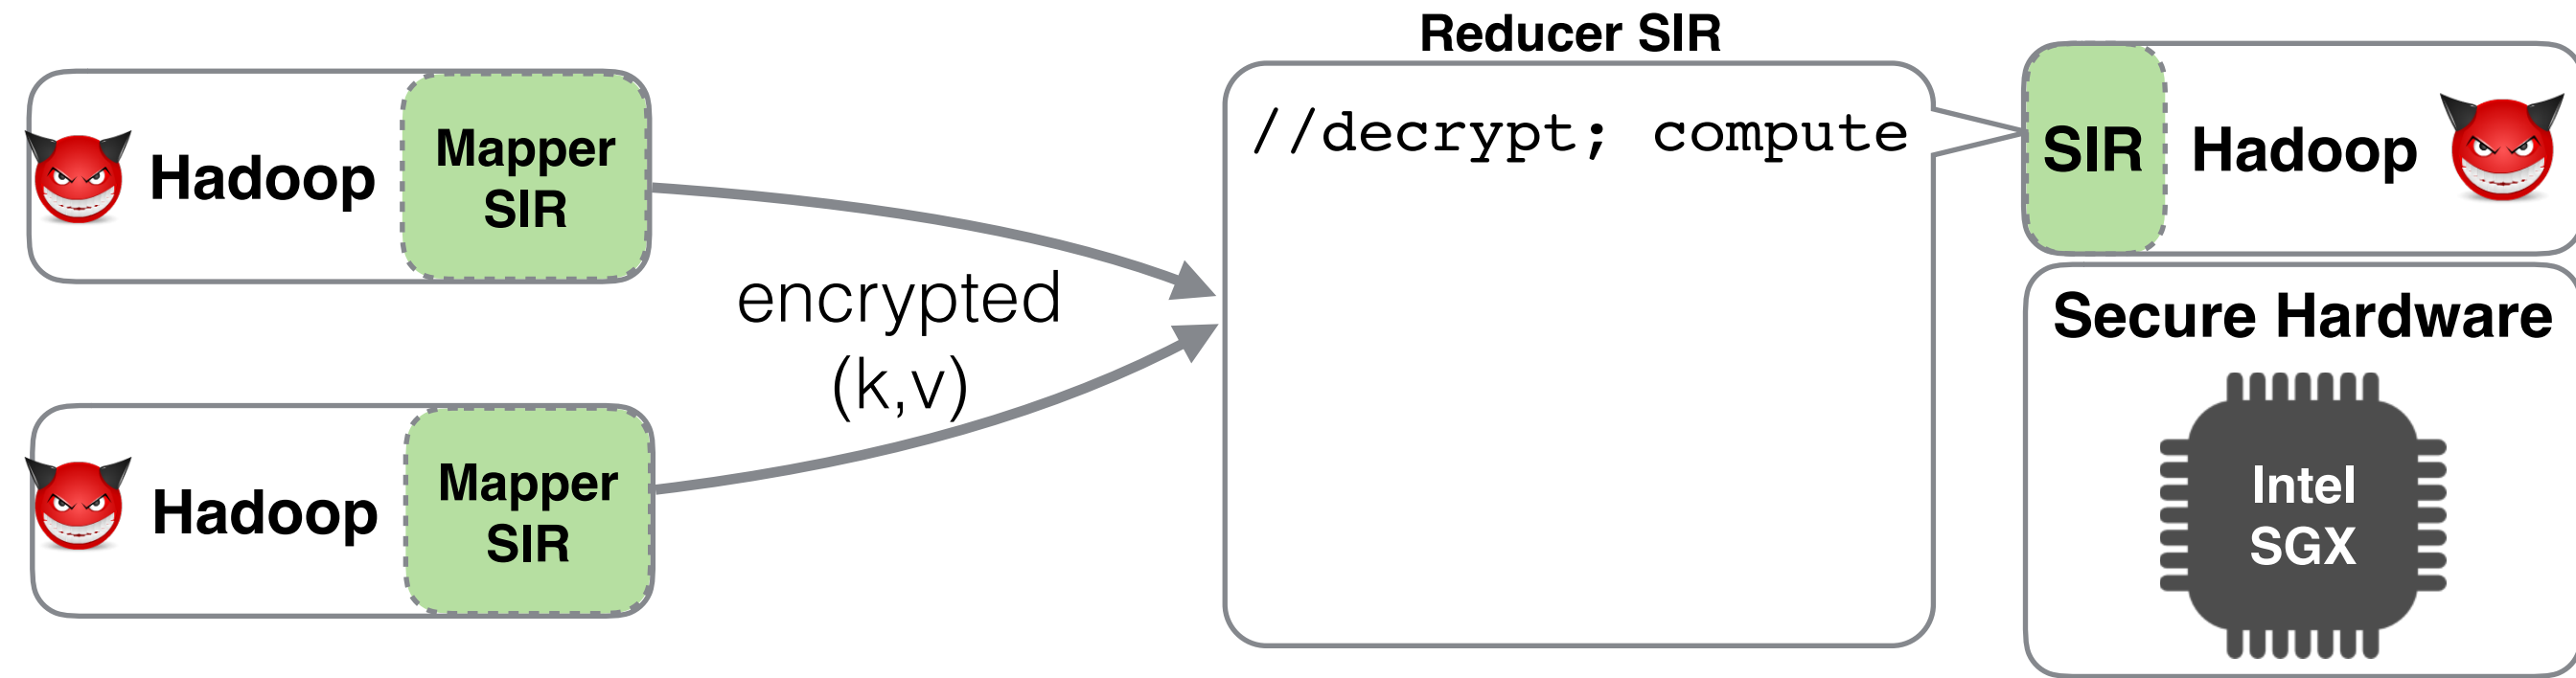 Reducer SIR
Hadoop
Mapper
SIR
encrypted
(k,v)
Hadoop
Mapper
SIR
//decrypt; compute
SIR Hadoop
Secure Hardware
Intel
SGX